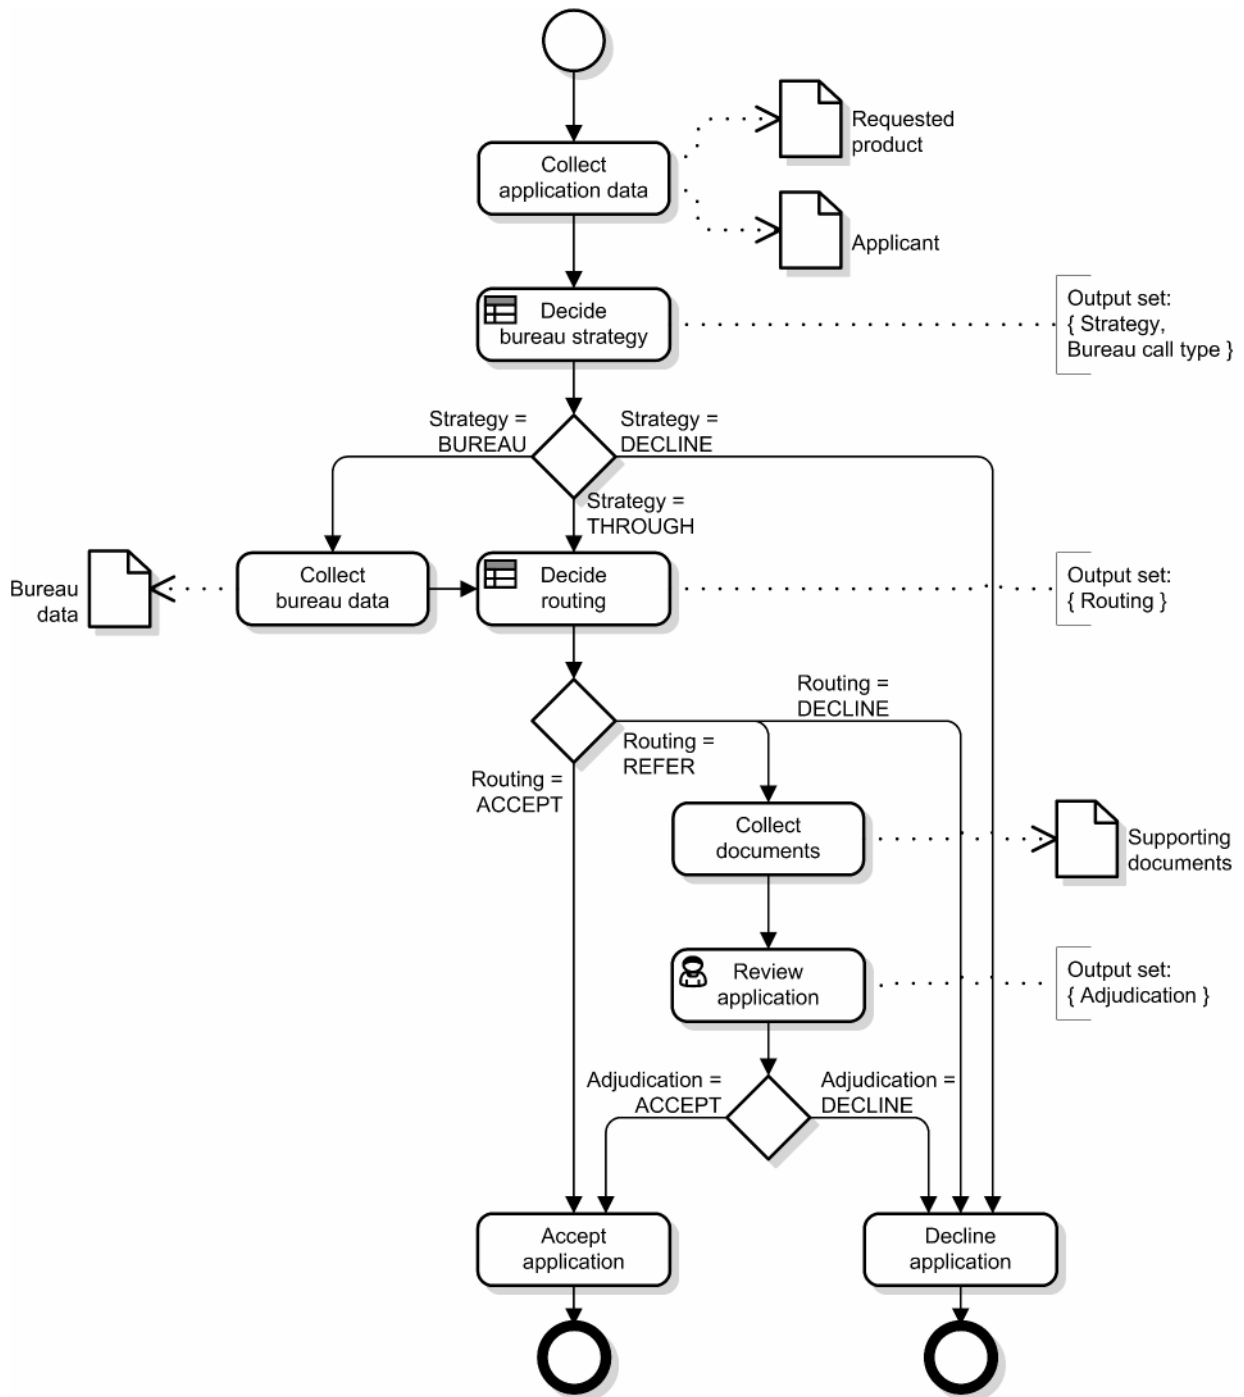 Requested
product
Collect
application data
Applicant
Decide
bureau strategy
Output set:
{ Strategy,
Bureau call type }
Strategy =
BUREAU
Strategy =
DECLINE
Strategy =
THROUGH
Bureau
data
Collect
bureau data
Decide
routing
Output set:
{ Routing }
Routing =
DECLINE
Routing =
REFER
Routing =
ACCEPT
Collect
documents
Supporting
documents
Review
application
Output set:
{ Adjudication }
Adjudication =
ACCEPT
Adjudication =
DECLINE
Accept
application
Decline
application